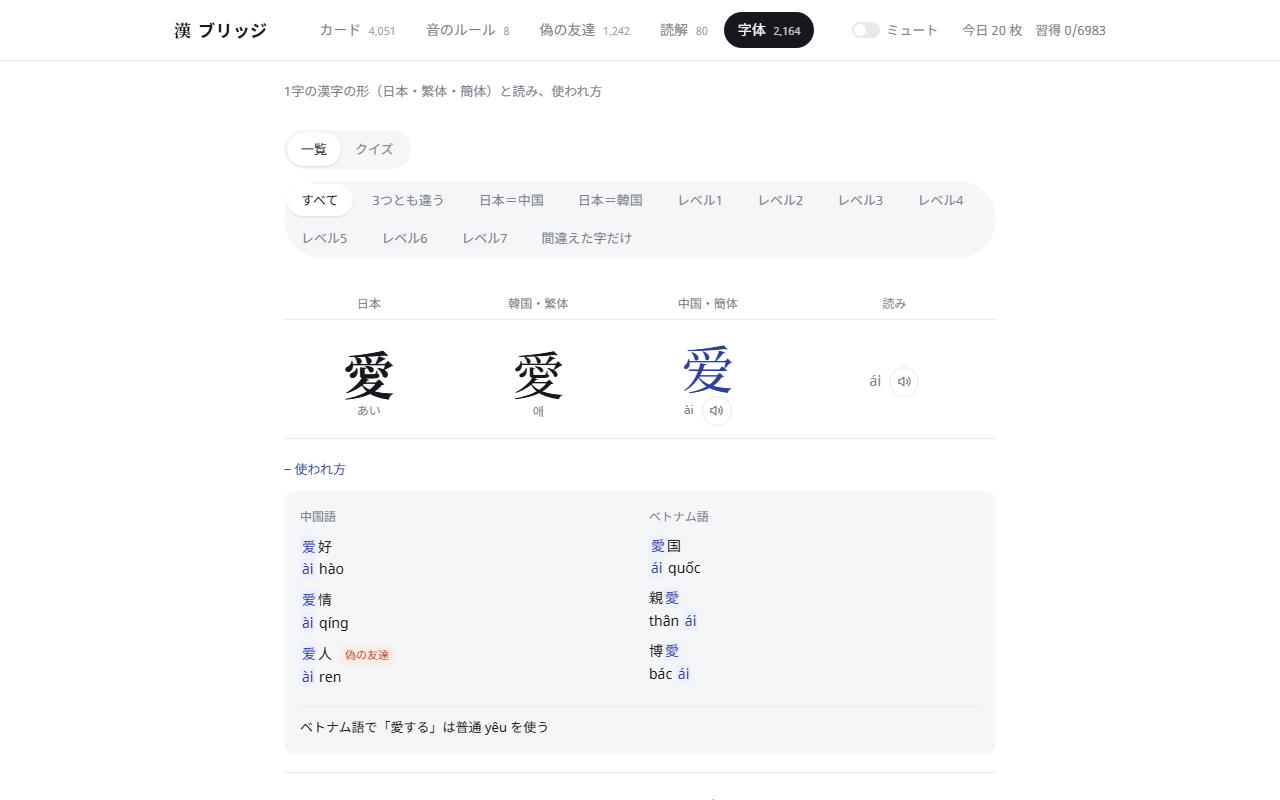 漢 ブリッジ カード 4,051 音のルール 8 偽の友達 1,242 読解 80 字体 2,164 ミュート 今日 20 枚 習得 0/6983
1字の漢字の形（日本・繁体・簡体）と読み、使われ方
一覧 クイズ
すべて 3つとも違う 日本＝中国 日本＝韓国 レベル1 レベル2 レベル3 レベル4
レベル5 レベル6 レベル7 間違えた字だけ
日本 韓国・繁体 中国・簡体 読み
愛 愛 爱 ái
あい 애 ài
− 使われ方
中国語
爱好
ài hào
爱情
ài qíng
爱人 偽の友達
ài ren
ベトナム語
愛国
ái quốc
親愛
thân ái
博愛
bác ái
ベトナム語で「愛する」は普通 yêu を使う